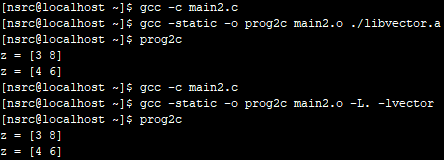 [nsrc@localhost ~]$ gcc -c main2.c
[nsrc@localhost ~]$ gcc -static -o prog2c main2.o ./libvector.a
[nsrc@localhost ~]$ prog2c
z = [3 8]
z = [4 6]
[nsrc@localhost ~]$ gcc -c main2.c
[nsrc@localhost ~]$ gcc -static -o prog2c main2.o -L. -lvector
[nsrc@localhost ~]$ prog2c
z = [3 8]
z = [4 6]